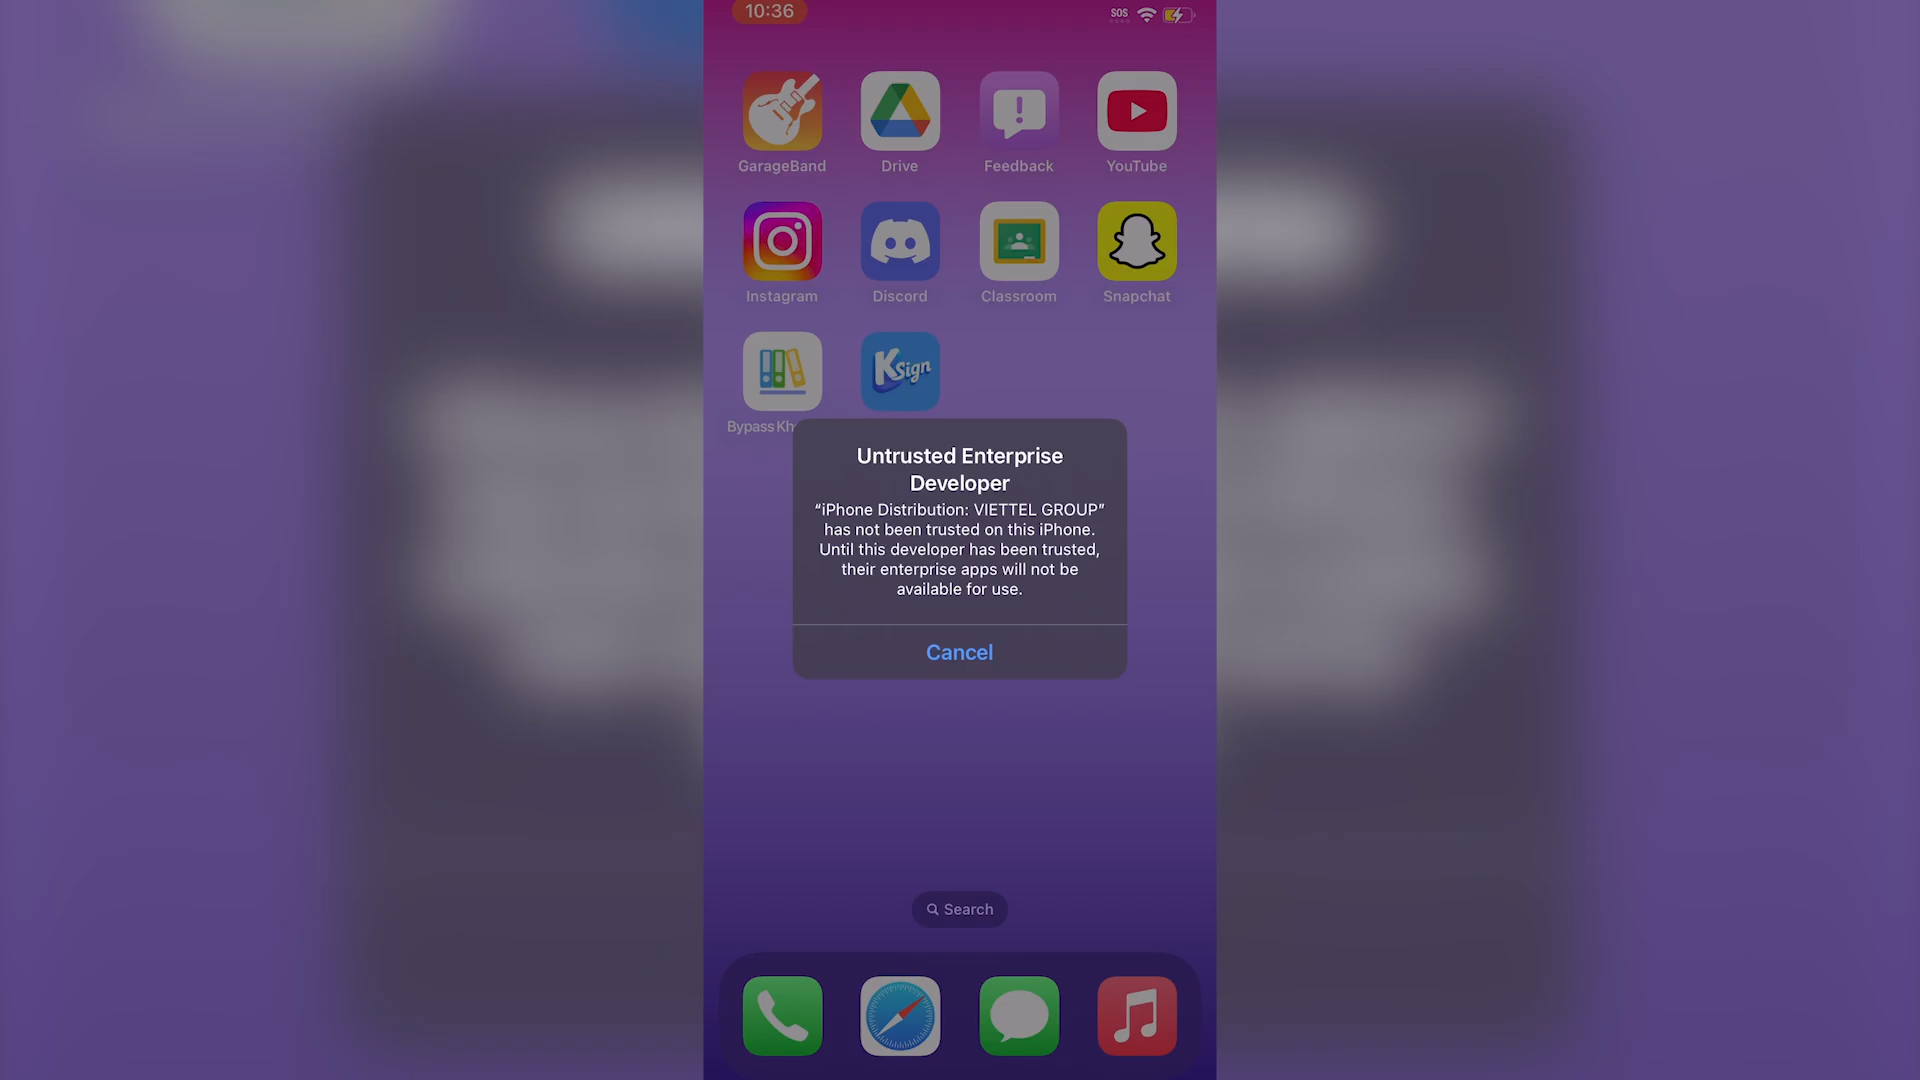 10:36
SOS
GarageBand
Drive
Feedback
YouTube
Instagram
Discord
Classroom
Snapchat
KSign
Bypass Kh
Untrusted Enterprise
Developer
“iPhone Distribution: VIETTEL GROUP”
has not been trusted on this iPhone.
Until this developer has been trusted,
their enterprise apps will not be
available for use.
Cancel
Search